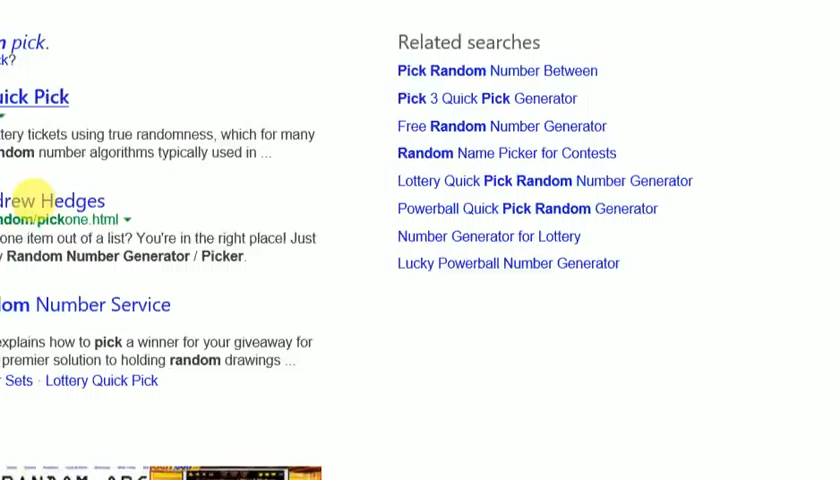 pick.
k?
uick Pick
ttery tickets using true randomness, which for many
ndom number algorithms typically used in ...
drew Hedges
ndom/pickone.html
one item out of a list? You're in the right place! Just
y Random Number Generator / Picker.
om Number Service
explains how to pick a winner for your giveaway for
premier solution to holding random drawings ...
r Sets · Lottery Quick Pick
Related searches
Pick Random Number Between
Pick 3 Quick Pick Generator
Free Random Number Generator
Random Name Picker for Contests
Lottery Quick Pick Random Number Generator
Powerball Quick Pick Random Generator
Number Generator for Lottery
Lucky Powerball Number Generator